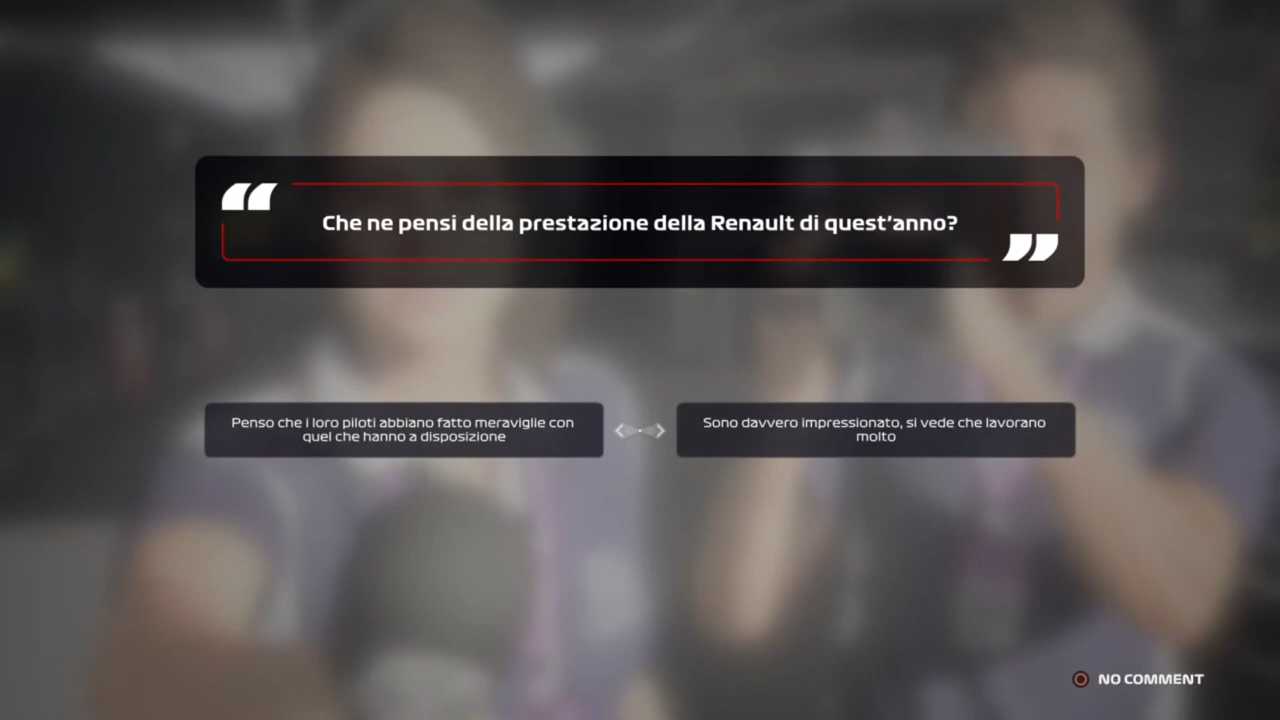 Che ne pensi della prestazione della Renault di quest'anno?
Penso che i loro piloti abbiano fatto meraviglie con
quel che hanno a disposizione
Sono davvero impressionato, si vede che lavorano
molto
NO COMMENT